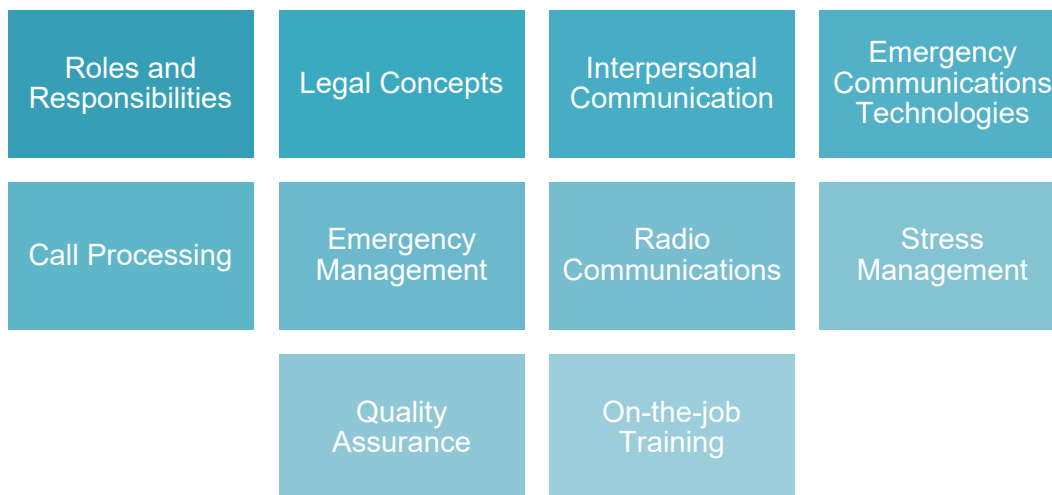 Roles and
Responsibilities
Legal Concepts
Interpersonal
Communication
Emergency
Communications
Technologies
Call Processing
Emergency
Management
Radio
Communications
Stress
Management
Quality
Assurance
On-the-job
Training